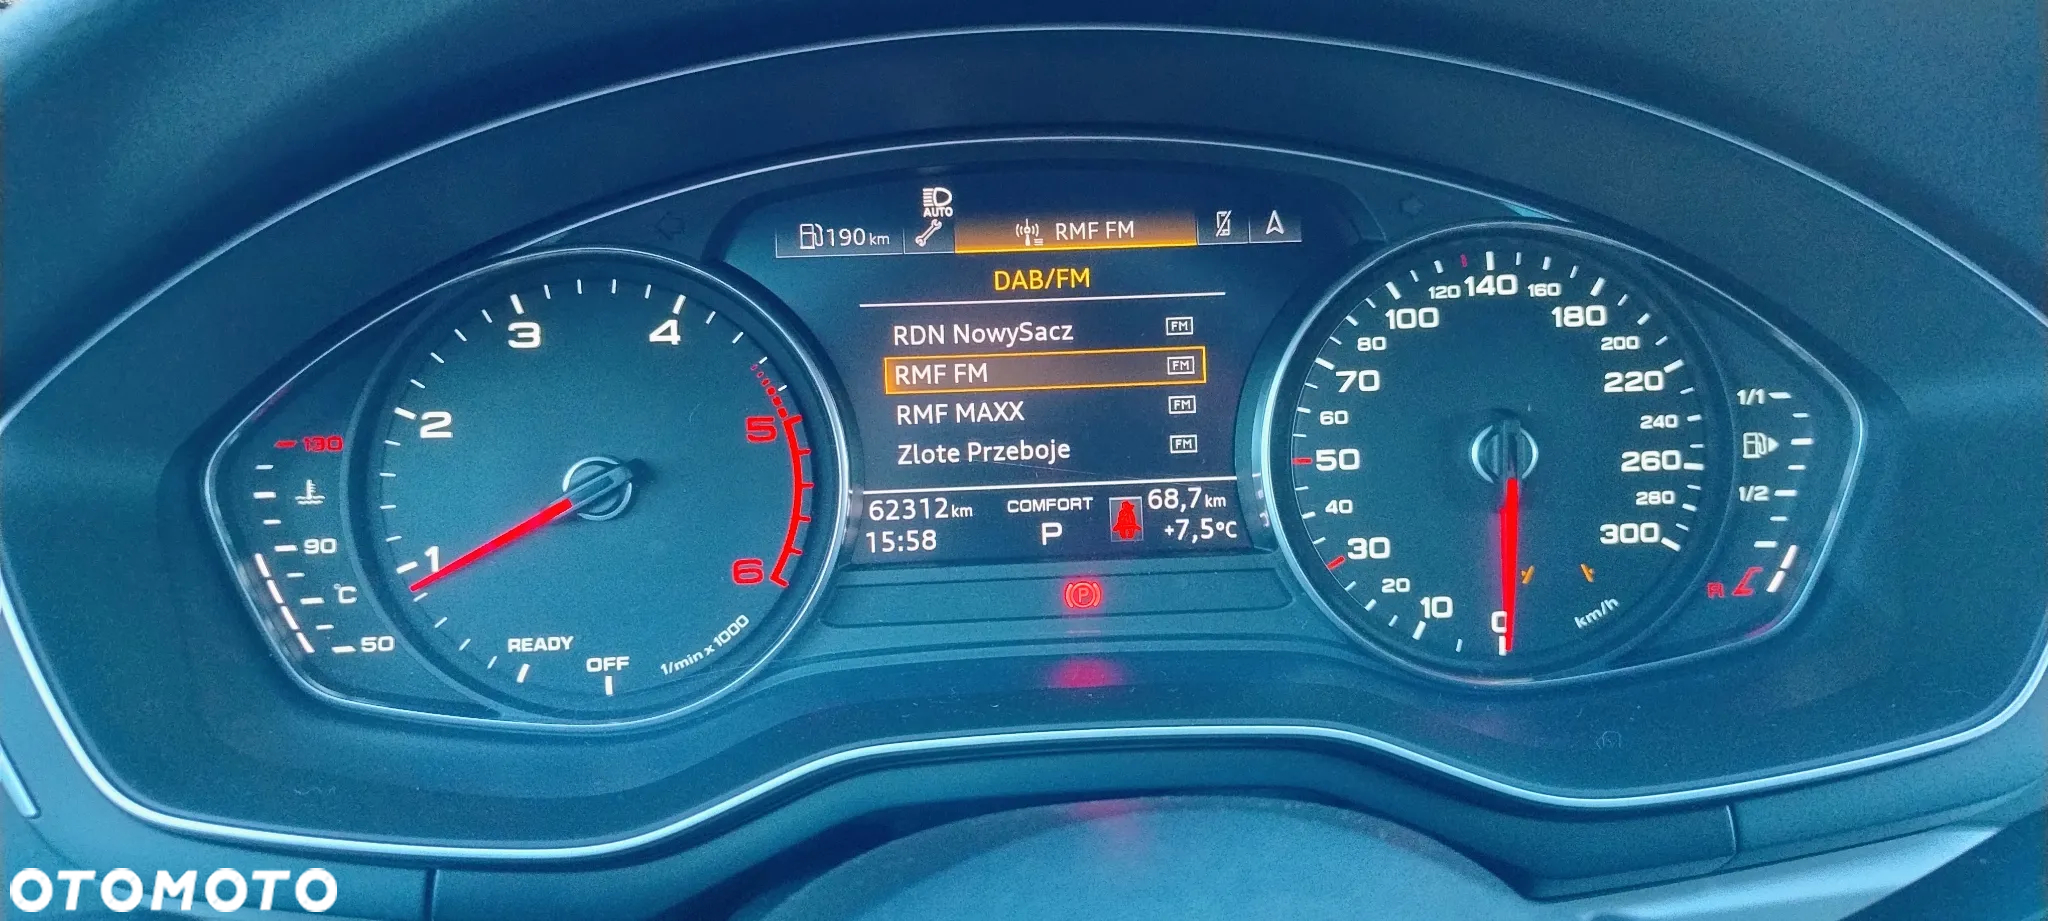 AUTO
190 km
RMF FM
DAB/FM
RDN NowySacz FM
RMF FM FM
RMF MAXX FM
Zlote Przeboje FM
62312 km
COMFORT
68,7 km
15:58
P
+7,5°C
P
130
90
°C
50
1
2
3
4
5
6
READY
OFF
1/min x 1000
0
10
20
30
40
50
60
70
80
100
120
140
160
180
200
220
240
260
280
300
km/h
1/1
1/2
R
OTOMOTO